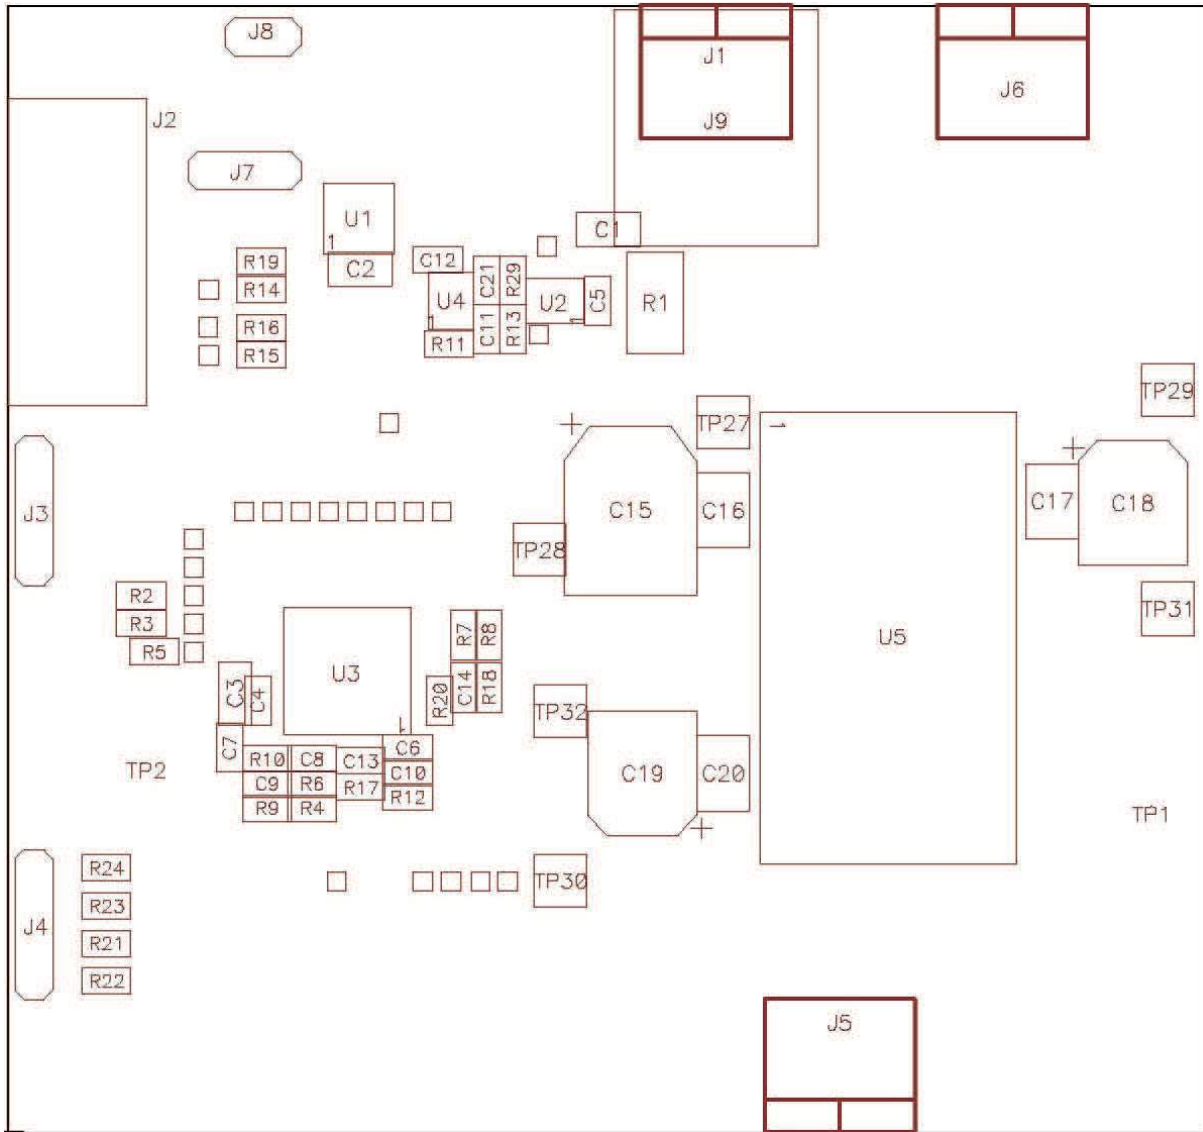 J8
J1
J6
J2
J9
J7
U1
1
C1
R19
C2
C12
R14
C21
R29
U4
U2
C5
R1
1
1
R16
C11
R13
R11
R15
TP29
TP27
1
+
+
C15
C16
C17
C18
J3
TP28
R2
TP31
R3
R7
R8
U5
R5
U3
C3
C4
R20
C14
R18
TP32
1
C7
R10
C8
C13
C6
TP2
C9
R6
R17
C10
C19
C20
R9
R4
R12
+
TP1
R24
TP30
R23
J4
R21
R22
J5